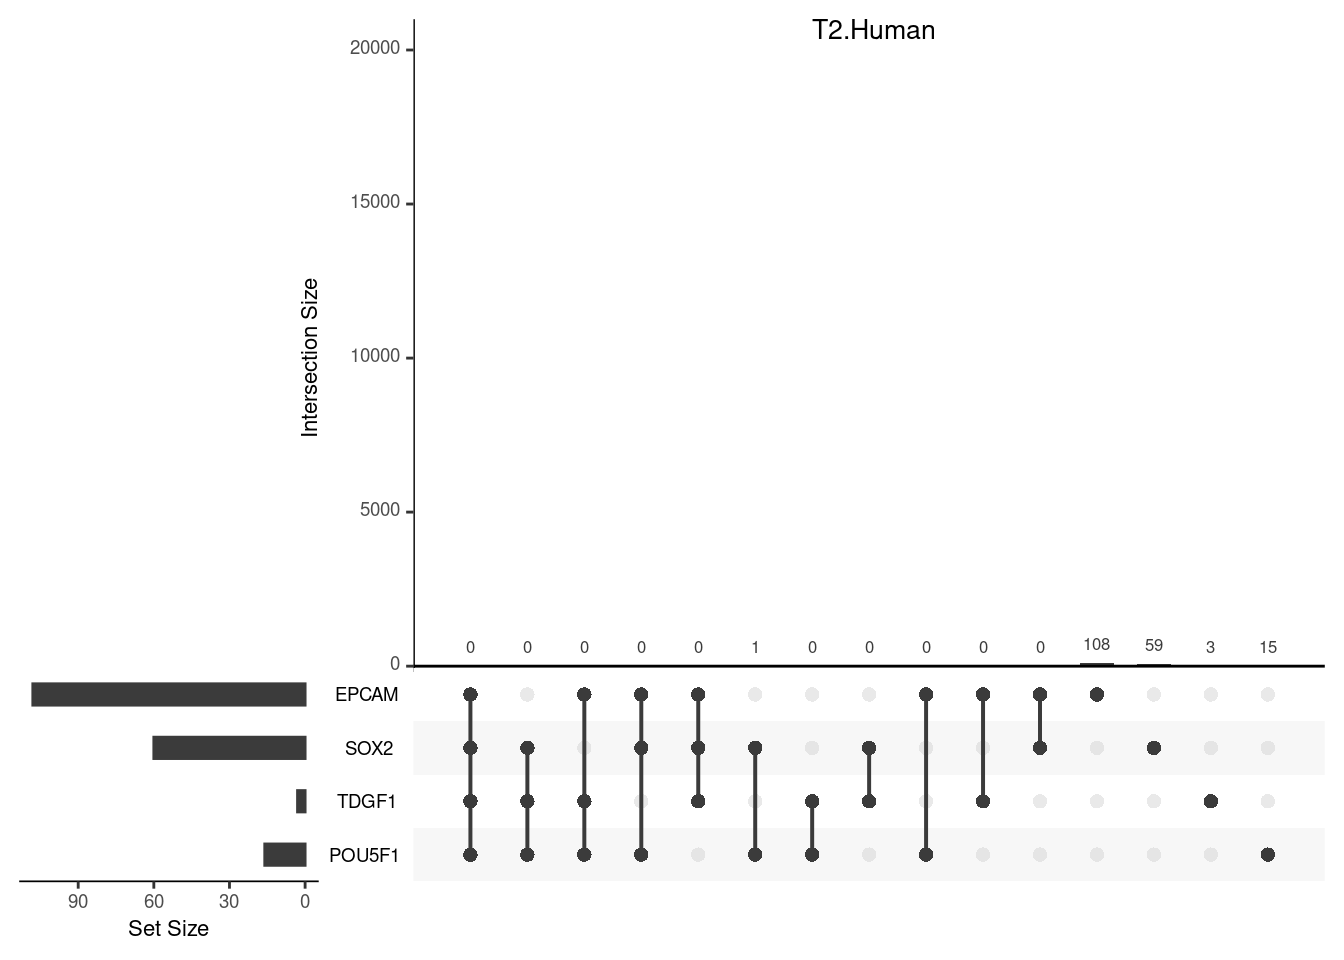 T2.Human
20000
15000
10000
5000
0
Intersection Size
0 0 0 0 0 1 0 0 0 0 0 108 59 3 15
EPCAM
SOX2
TDGF1
POU5F1
90 60 30 0
Set Size